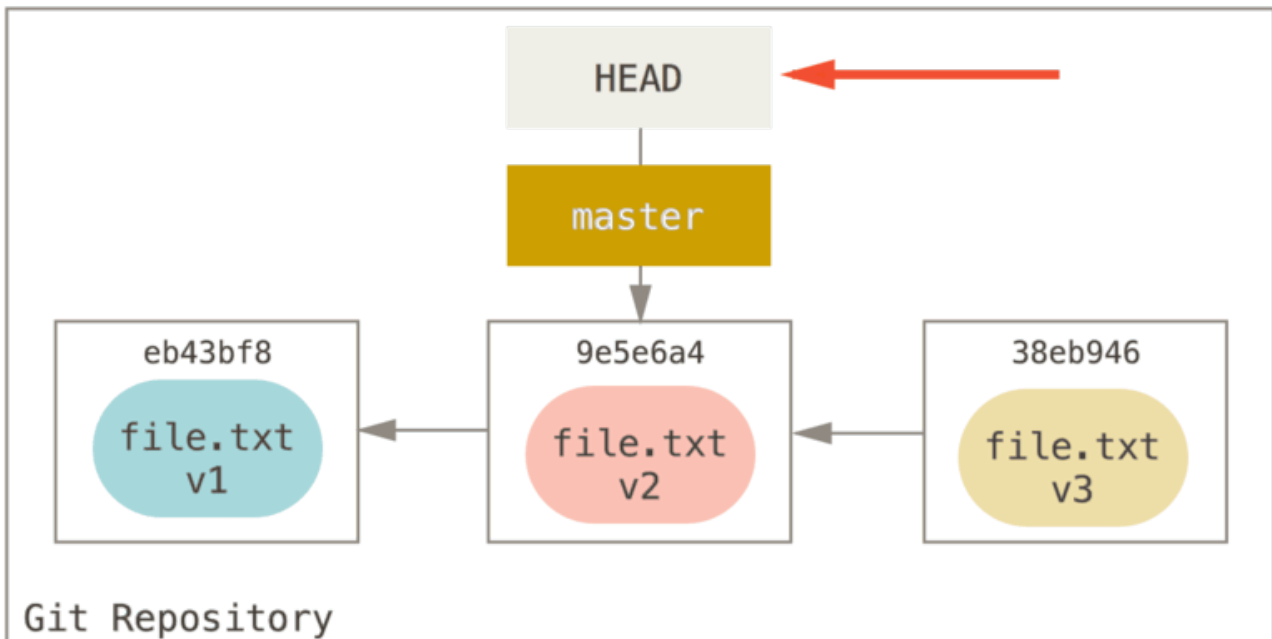 HEAD
master
eb43bf8
file.txt
v1
9e5e6a4
file.txt
v2
38eb946
file.txt
v3
Git Repository